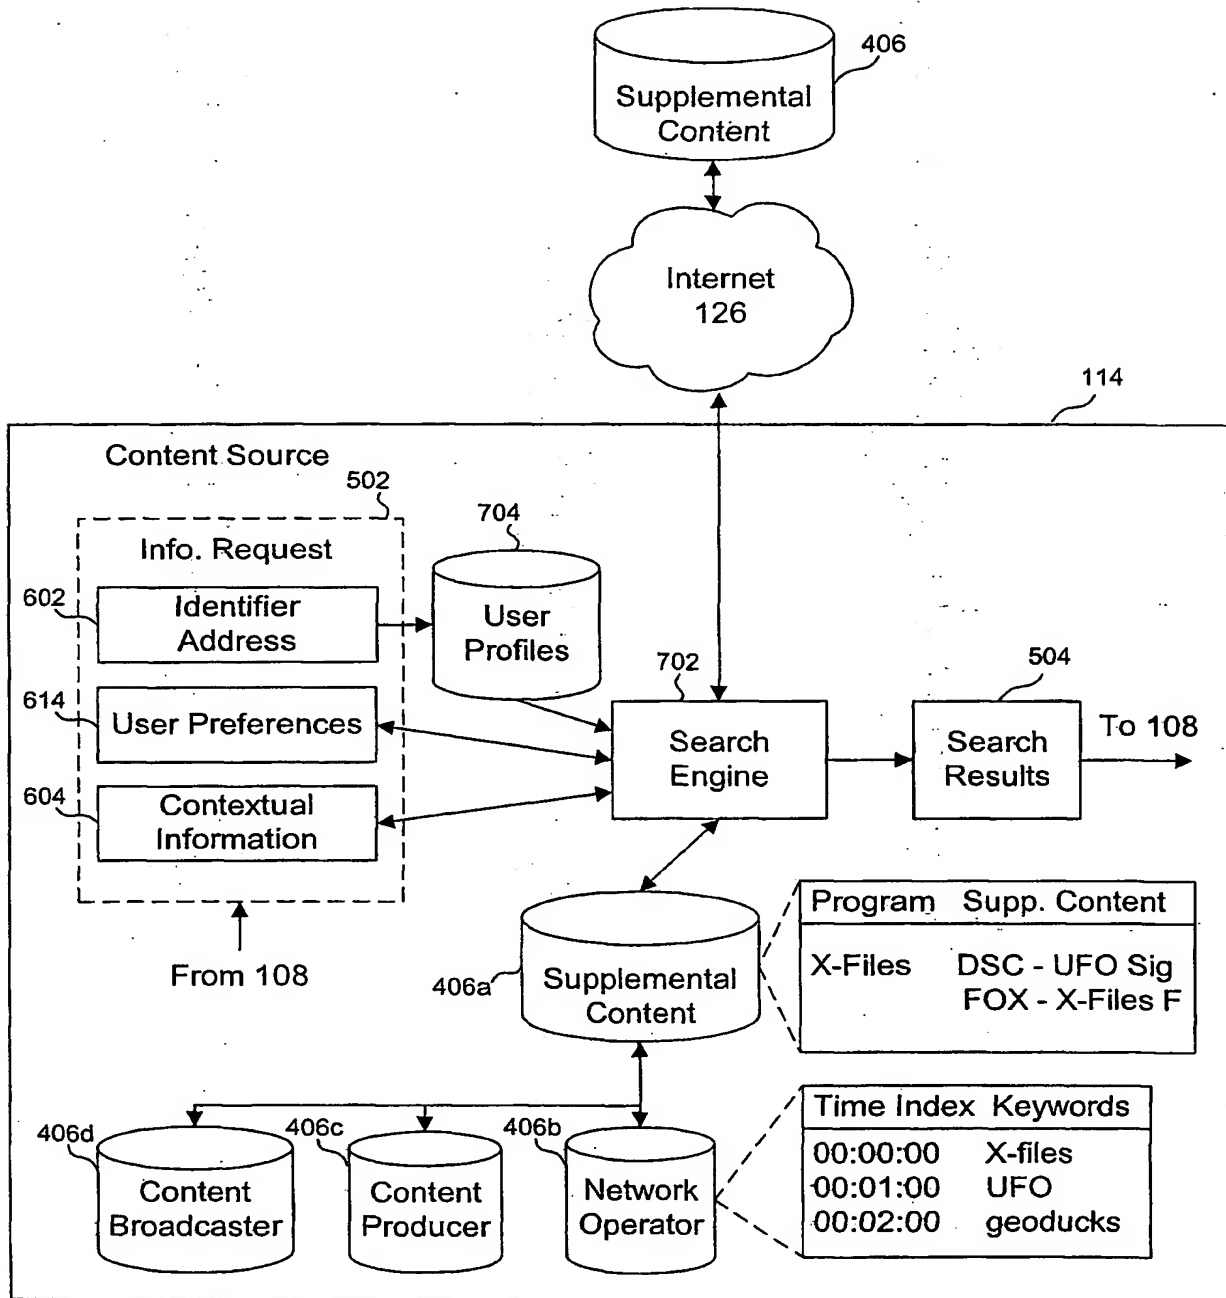 406
Supplemental
Content
Internet
126
114
Content Source
502
704
Info. Request
602
Identifier
Address
User
Profiles
702
504
614
User Preferences
Search
Engine
Search
Results
To 108
604
Contextual
Information
From 108
406a
Supplemental
Content
Program Supp. Content
X-Files DSC - UFO Sig
FOX - X-Files F
406d
Content
Broadcaster
406c
Content
Producer
406b
Network
Operator
Time Index Keywords
00:00:00 X-files
00:01:00 UFO
00:02:00 geoducks